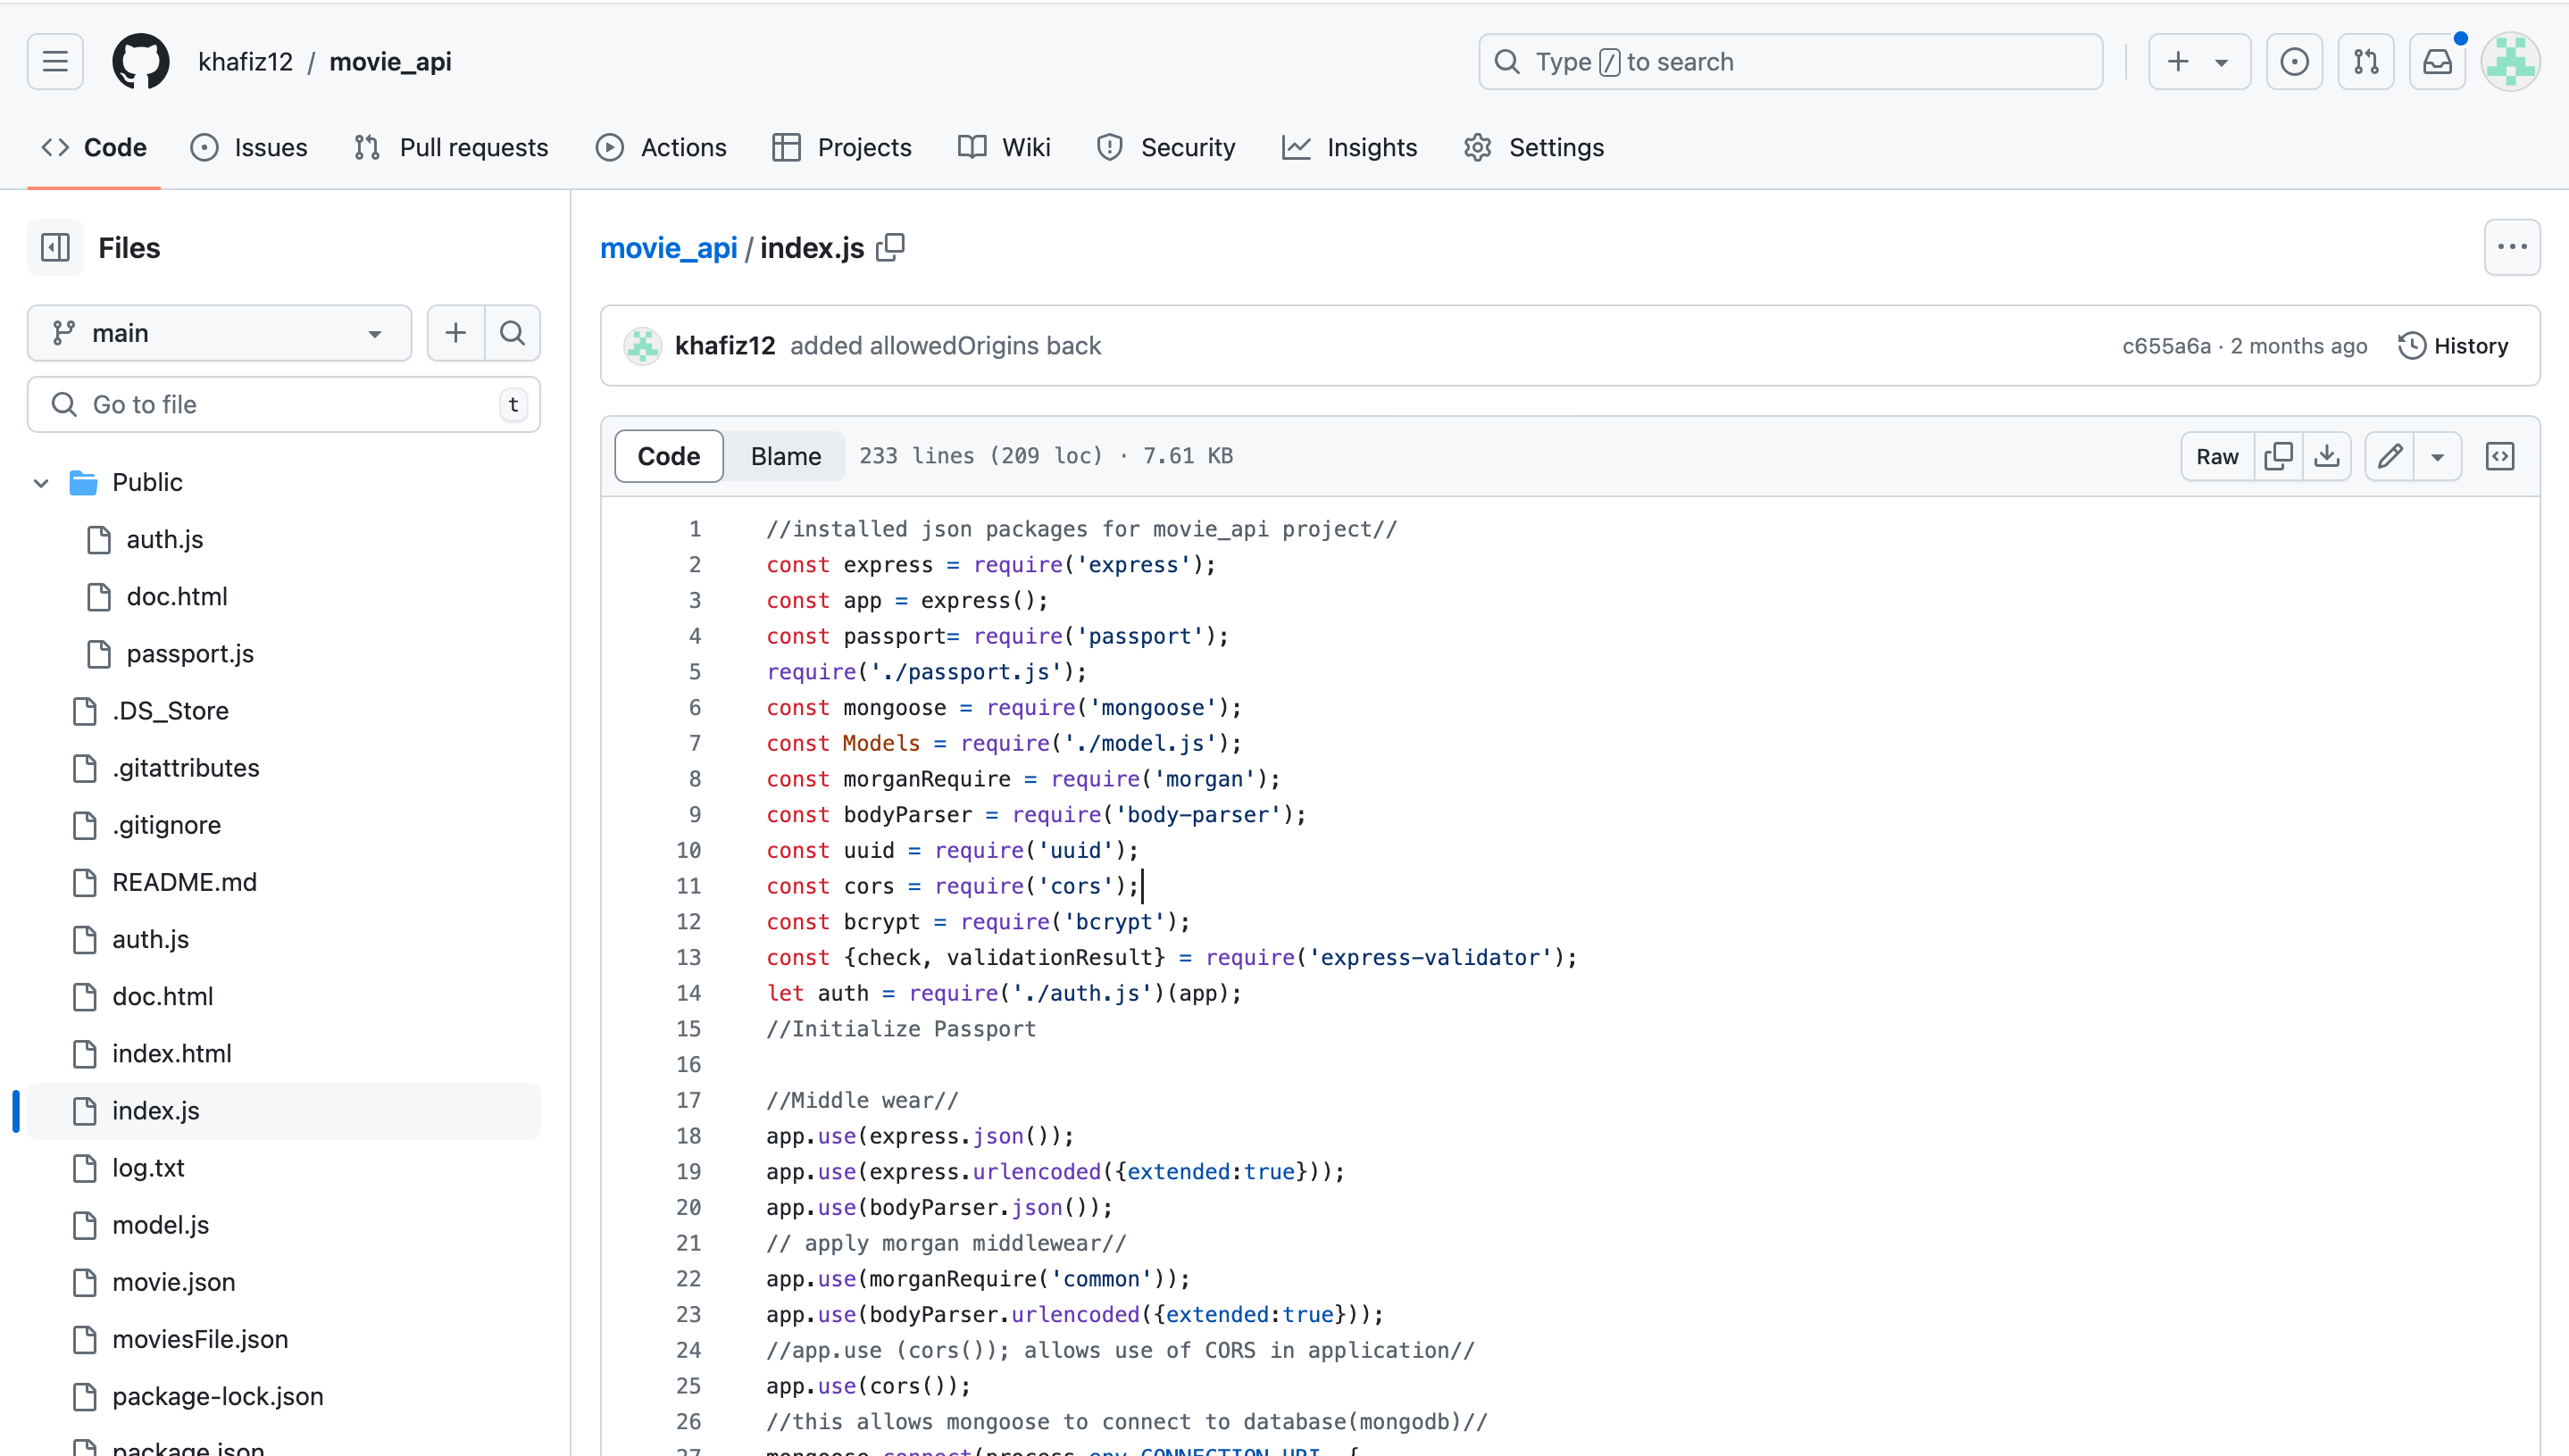 khafiz12 / movie_api
Type / to search
Code
Issues
Pull requests
Actions
Projects
Wiki
Security
Insights
Settings
Files
main
Go to file
t
Public
auth.js
doc.html
passport.js
.DS_Store
.gitattributes
.gitignore
README.md
auth.js
doc.html
index.html
index.js
log.txt
model.js
movie.json
moviesFile.json
package-lock.json
package.json
movie_api / index.js
khafiz12 added allowedOrigins back
c655a6a · 2 months ago
History
Code
Blame
233 lines (209 loc) · 7.61 KB
Raw
1 //installed json packages for movie_api project//
2 const express = require('express');
3 const app = express();
4 const passport= require('passport');
5 require('./passport.js');
6 const mongoose = require('mongoose');
7 const Models = require('./model.js');
8 const morganRequire = require('morgan');
9 const bodyParser = require('body-parser');
10 const uuid = require('uuid');
11 const cors = require('cors');
12 const bcrypt = require('bcrypt');
13 const {check, validationResult} = require('express-validator');
14 let auth = require('./auth.js')(app);
15 //Initialize Passport
16
17 //Middle wear//
18 app.use(express.json());
19 app.use(express.urlencoded({extended:true}));
20 app.use(bodyParser.json());
21 // apply morgan middlewear//
22 app.use(morganRequire('common'));
23 app.use(bodyParser.urlencoded({extended:true}));
24 //app.use (cors()); allows use of CORS in application//
25 app.use(cors());
26 //this allows mongoose to connect to database(mongodb)//
27 mongoose.connect(process.env.CONNECTION_URI, {